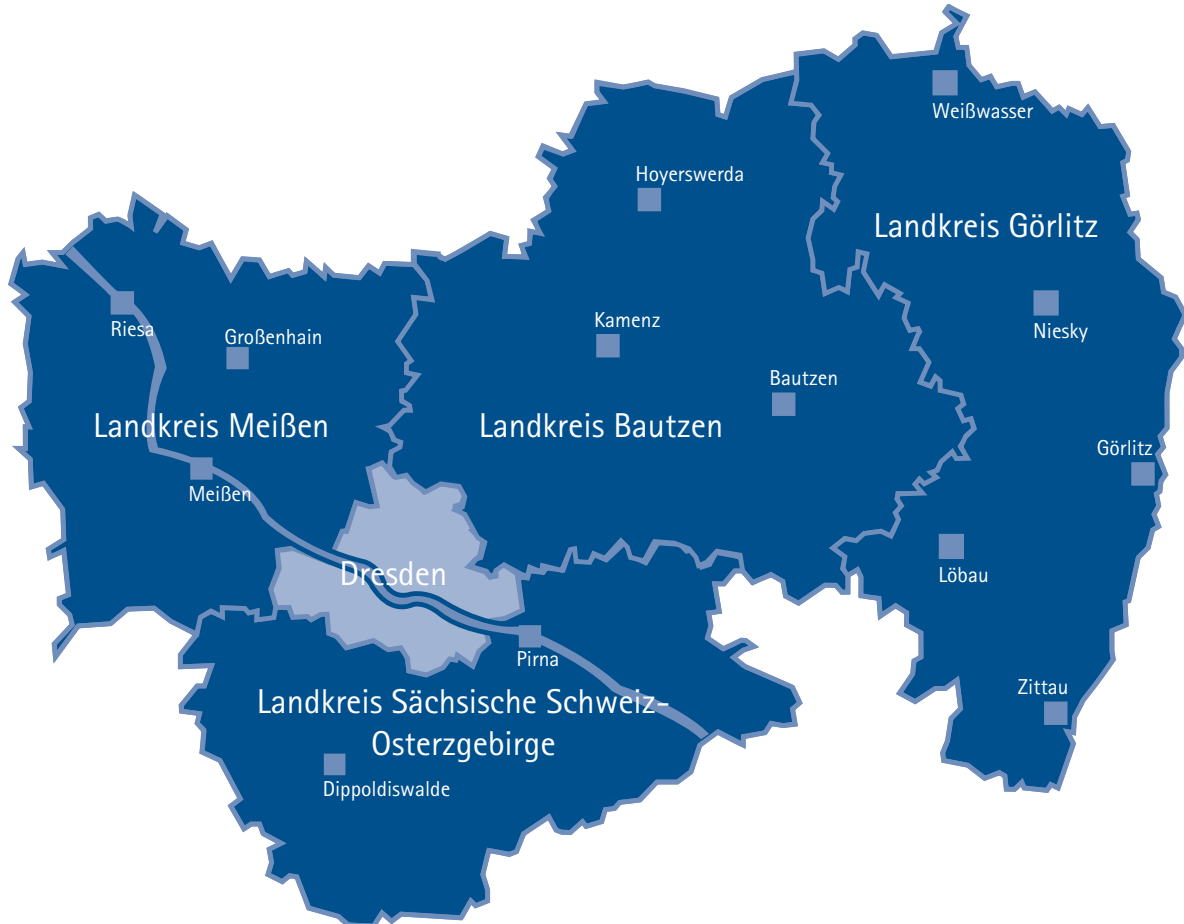 Weißwasser
Hoyerswerda
Landkreis Görlitz
Riesa
Großenhain
Kamenz
Niesky
Bautzen
Landkreis Meißen
Landkreis Bautzen
Görlitz
Meißen
Dresden
Löbau
Pirna
Zittau
Landkreis Sächsische Schweiz-
Osterzgebirge
Dippoldiswalde